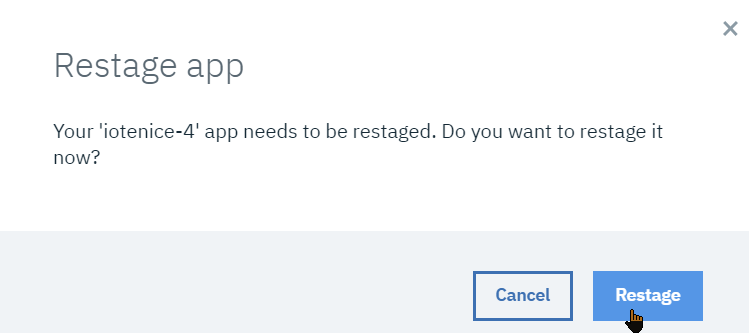 Restage app
Your 'iotenice-4' app needs to be restaged. Do you want to restage it
now?
Cancel
Restage